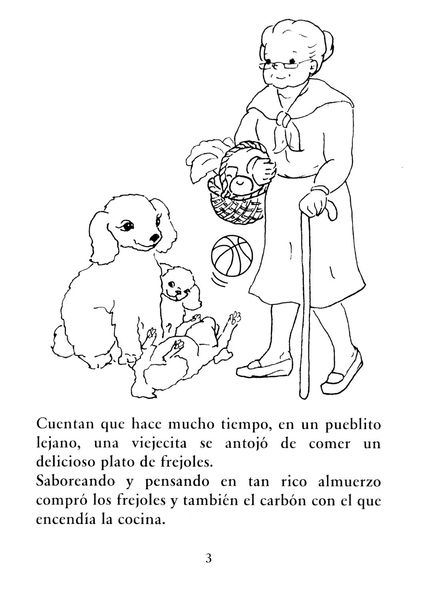 Cuentan que hace mucho tiempo, en un pueblito
lejano, una viejecita se antojó de comer un
delicioso plato de frejoles.
Saboreando y pensando en tan rico almuerzo
compró los frejoles y también el carbón con el que
encendía la cocina.
3